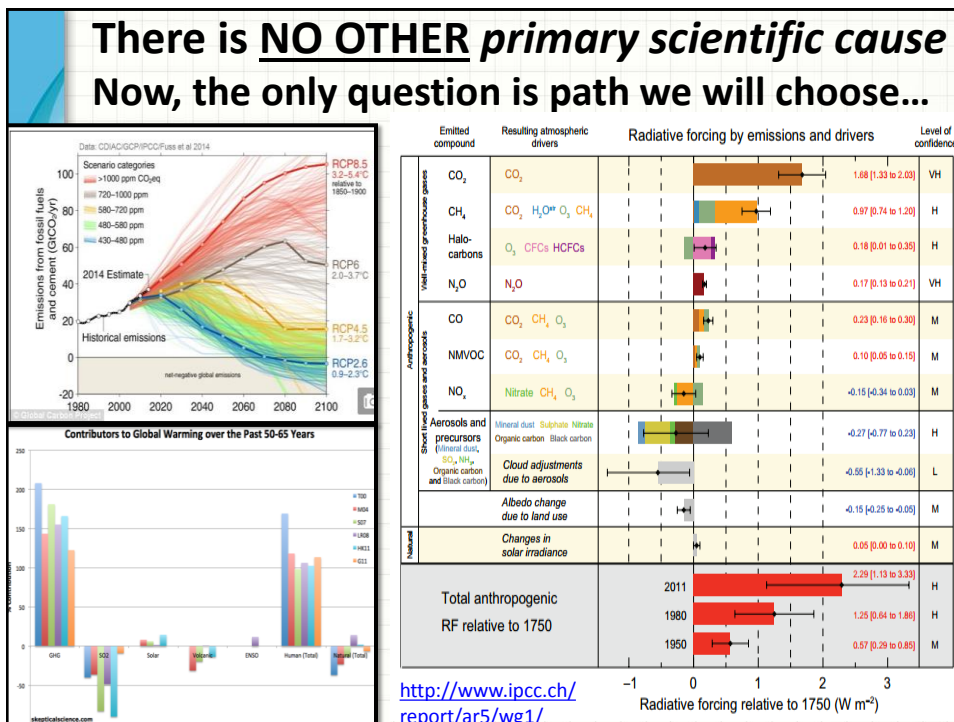 There is NO OTHER primary scientific cause
Now, the only question is path we will choose…
Data: CDIAC/GCP/IPCC/Fuss et al 2014
Scenario categories
>1000 ppm CO2eq
720–1000 ppm
580–720 ppm
480–580 ppm
430–480 ppm
RCP8.5
3.2–5.4°C
relative to
1850–1900
RCP6
2.0–3.7°C
RCP4.5
1.7–3.2°C
RCP2.6
0.9–2.3°C
2014 Estimate
Historical emissions
net-negative global emissions
Emissions from fossil fuels
and cement (GtCO2/yr)
100
80
60
40
20
0
-20
1980 2000 2020 2040 2060 2080 2100
© Global Carbon Project
Contributors to Global Warming over the Past 50-65 Years
250
200
150
100
50
0
-50
% Contribution
T00
M04
S07
LR08
HK11
G11
GHG SO2 Solar Volcanic ENSO Human (Total) Natural (Total)
skepticalscience.com
Emitted
compound
Resulting atmospheric
drivers
Radiative forcing by emissions and drivers
Level of
confidence
Anthropogenic
Well-mixed greenhouse gases
CO2 CO2 1.68 [1.33 to 2.03] VH
CH4 CO2 H2Ostr O3 CH4 0.97 [0.74 to 1.20] H
Halo-
carbons O3 CFCs HCFCs 0.18 [0.01 to 0.35] H
N2O N2O 0.17 [0.13 to 0.21] VH
Short lived gases and aerosols
CO CO2 CH4 O3 0.23 [0.16 to 0.30] M
NMVOC CO2 CH4 O3 0.10 [0.05 to 0.15] M
NOx Nitrate CH4 O3 -0.15 [-0.34 to 0.03] M
Aerosols and
precursors
(Mineral dust,
SO2, NH3,
Organic carbon
and Black carbon)
Mineral dust Sulphate Nitrate
Organic carbon Black carbon
-0.27 [-0.77 to 0.23] H
Cloud adjustments
due to aerosols
-0.55 [-1.33 to -0.06] L
Albedo change
due to land use
-0.15 [-0.25 to -0.05] M
Natural
Changes in
solar irradiance
0.05 [0.00 to 0.10] M
Total anthropogenic
RF relative to 1750
2011 2.29 [1.13 to 3.33] H
1980 1.25 [0.64 to 1.86] H
1950 0.57 [0.29 to 0.85] M
−1 0 1 2 3
Radiative forcing relative to 1750 (W m−2)
http://www.ipcc.ch/
report/ar5/wg1/